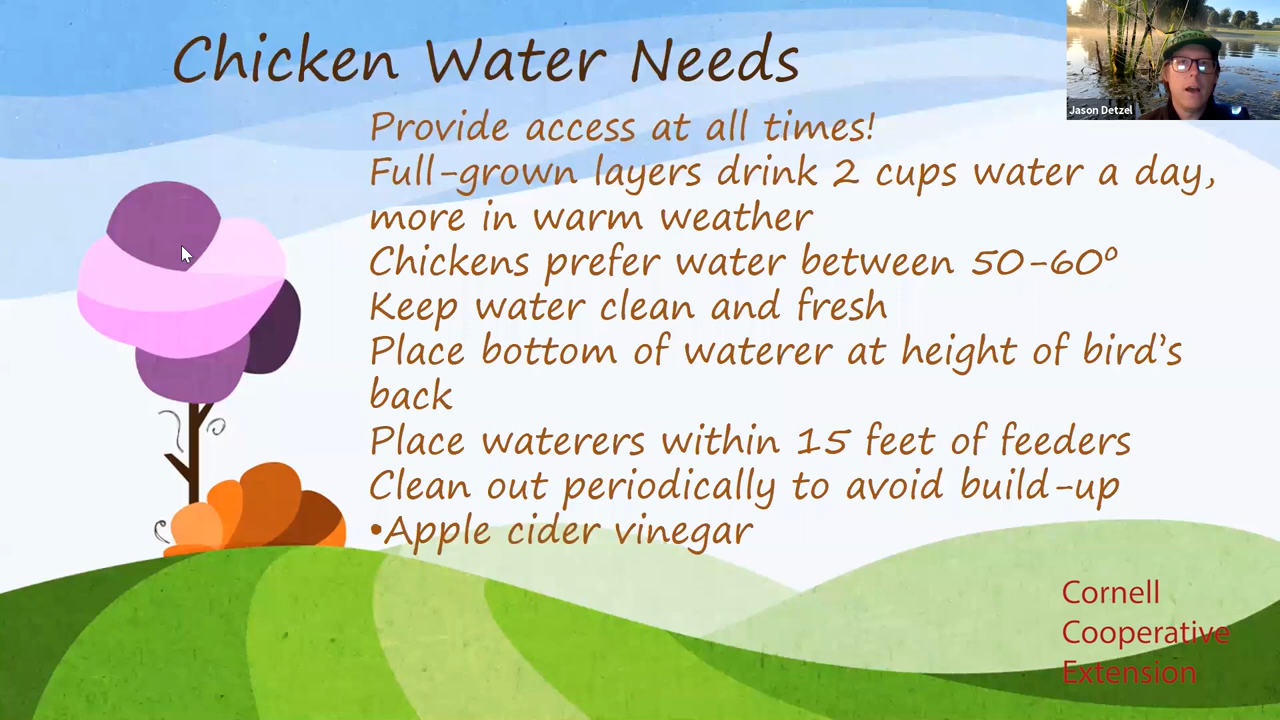 Chicken Water Needs
Jason Detzel
Provide access at all times!
Full-grown layers drink 2 cups water a day,
more in warm weather
Chickens prefer water between 50-60º
Keep water clean and fresh
Place bottom of waterer at height of bird's
back
Place waterers within 15 feet of feeders
Clean out periodically to avoid build-up
•Apple cider vinegar
Cornell
Cooperative
Extension